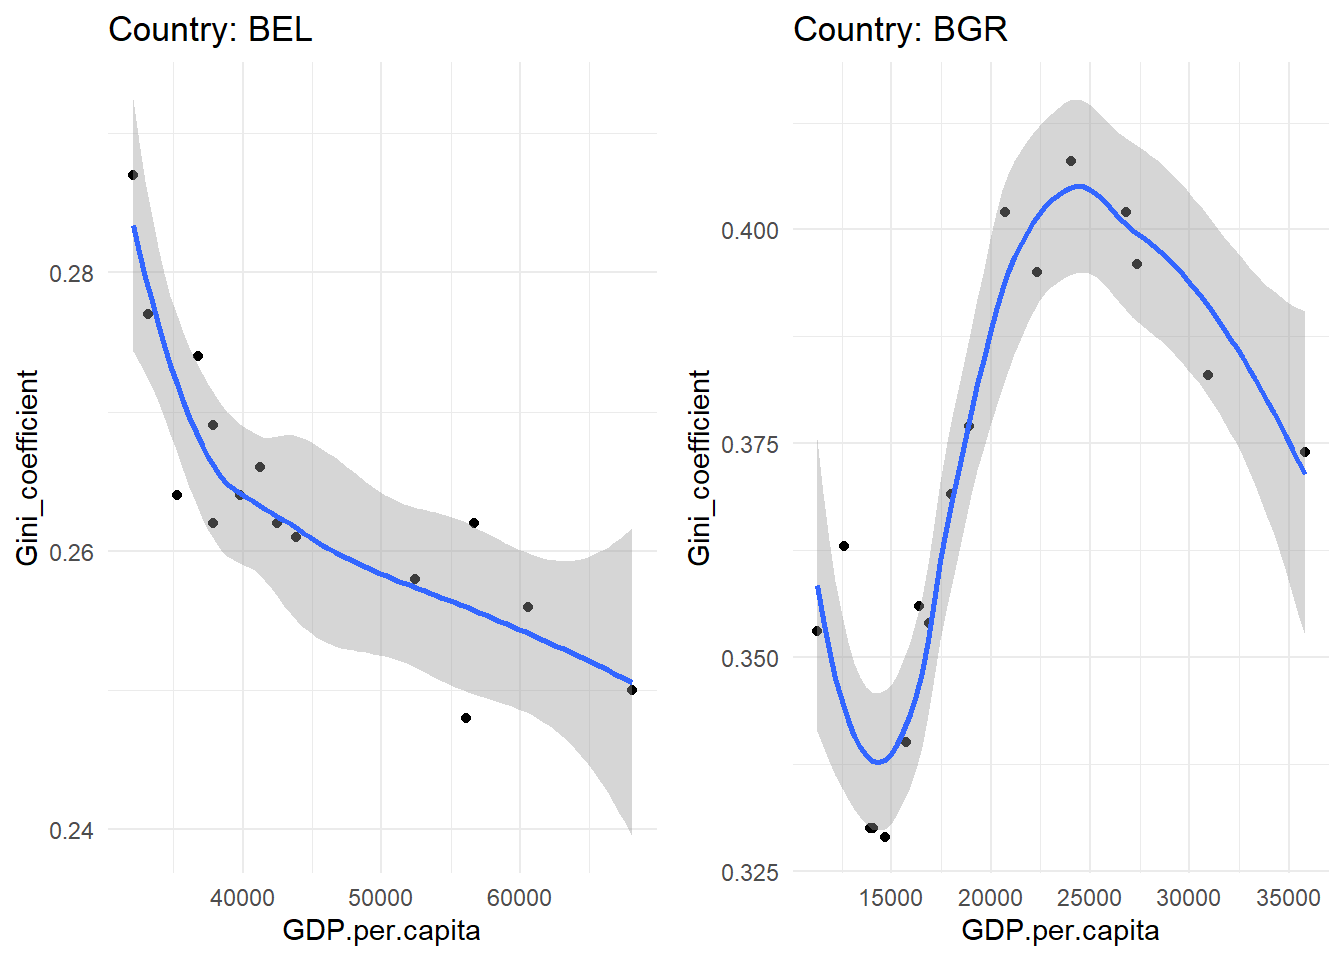 Country: BEL
Gini_coefficient
0.28
0.26
0.24
40000 50000 60000
GDP.per.capita
Country: BGR
Gini_coefficient
0.400
0.375
0.350
0.325
15000 20000 25000 30000 35000
GDP.per.capita